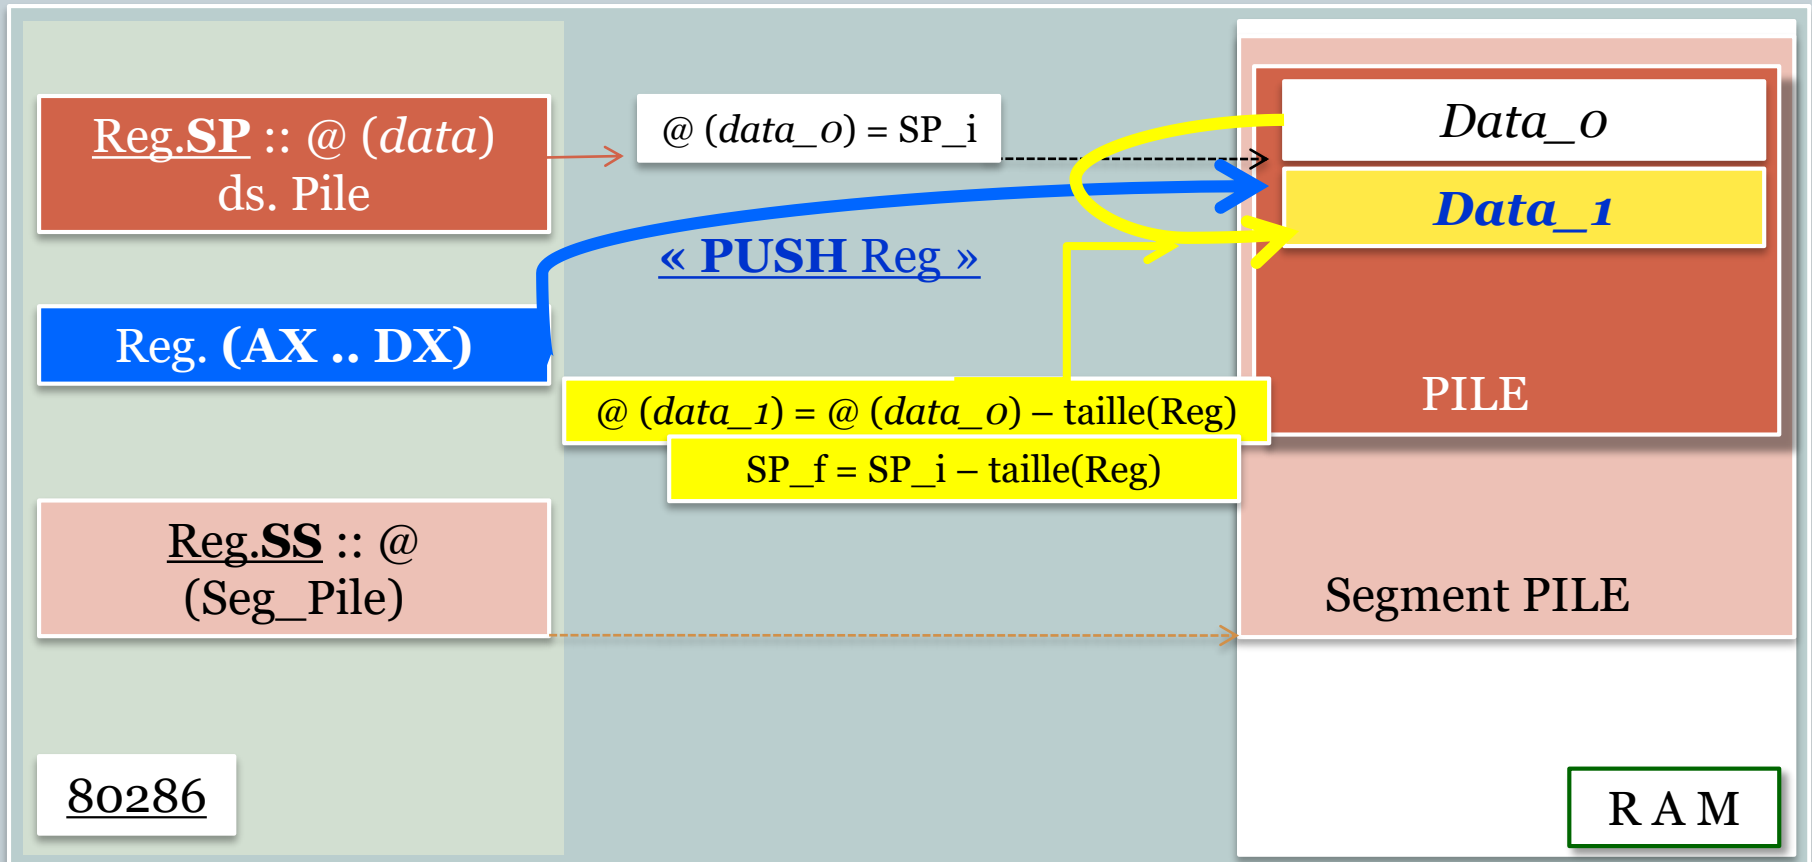 Reg.SP :: @ (data)
ds. Pile
@ (data_0) = SP_i
Data_0
Data_1
« PUSH Reg »
Reg. (AX .. DX)
@ (data_1) = @ (data_0) – taille(Reg)
SP_f = SP_i – taille(Reg)
PILE
Reg.SS :: @
(Seg_Pile)
Segment PILE
80286
R A M